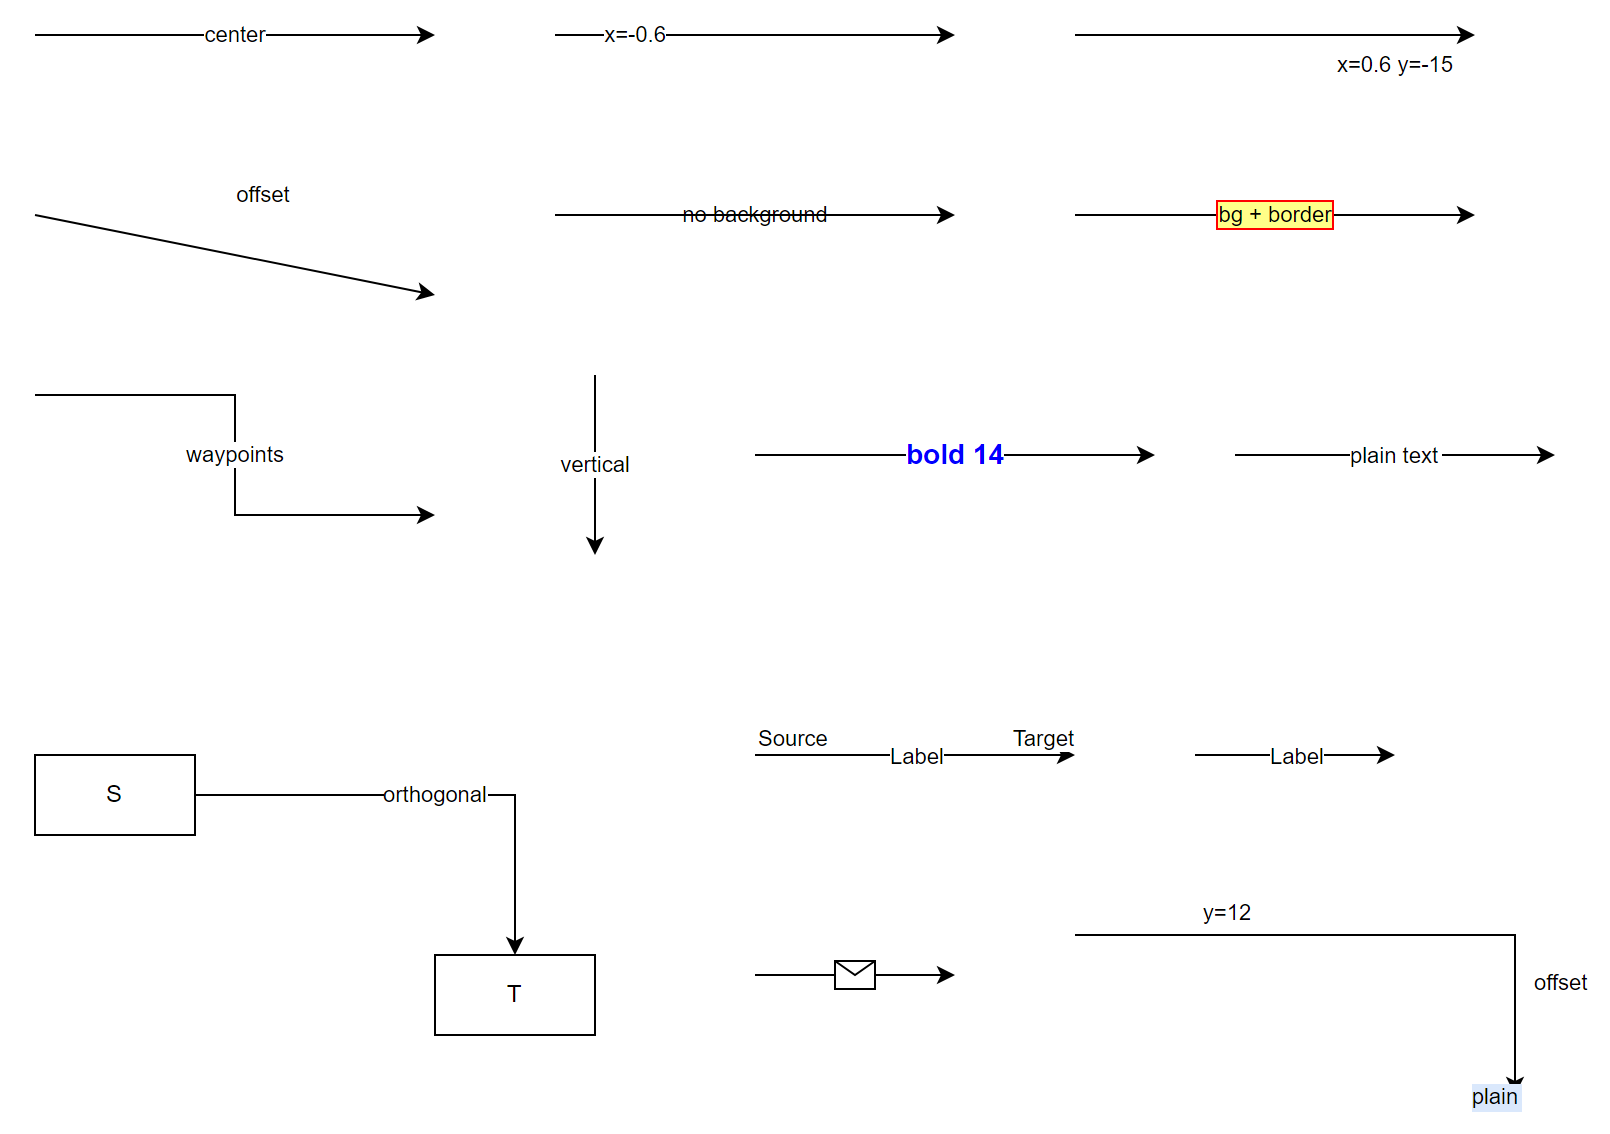 center
x=-0.6
x=0.6 y=-15
offset
no background
bg + border
waypoints
vertical
bold 14
plain text
Source
Label
Target
Label
S
orthogonal
T
y=12
offset
plain